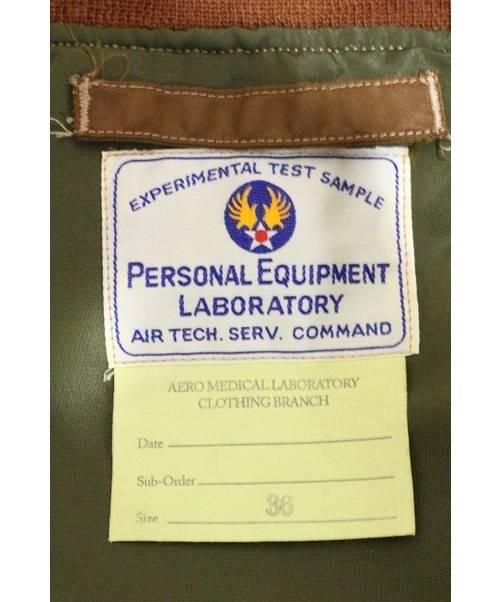 EXPERIMENTAL TEST SAMPLE
PERSONAL EQUIPMENT
LABORATORY
AIR TECH. SERV. COMMAND
AERO MEDICAL LABORATORY
CLOTHING BRANCH
Date
Sub-Order
Size 36